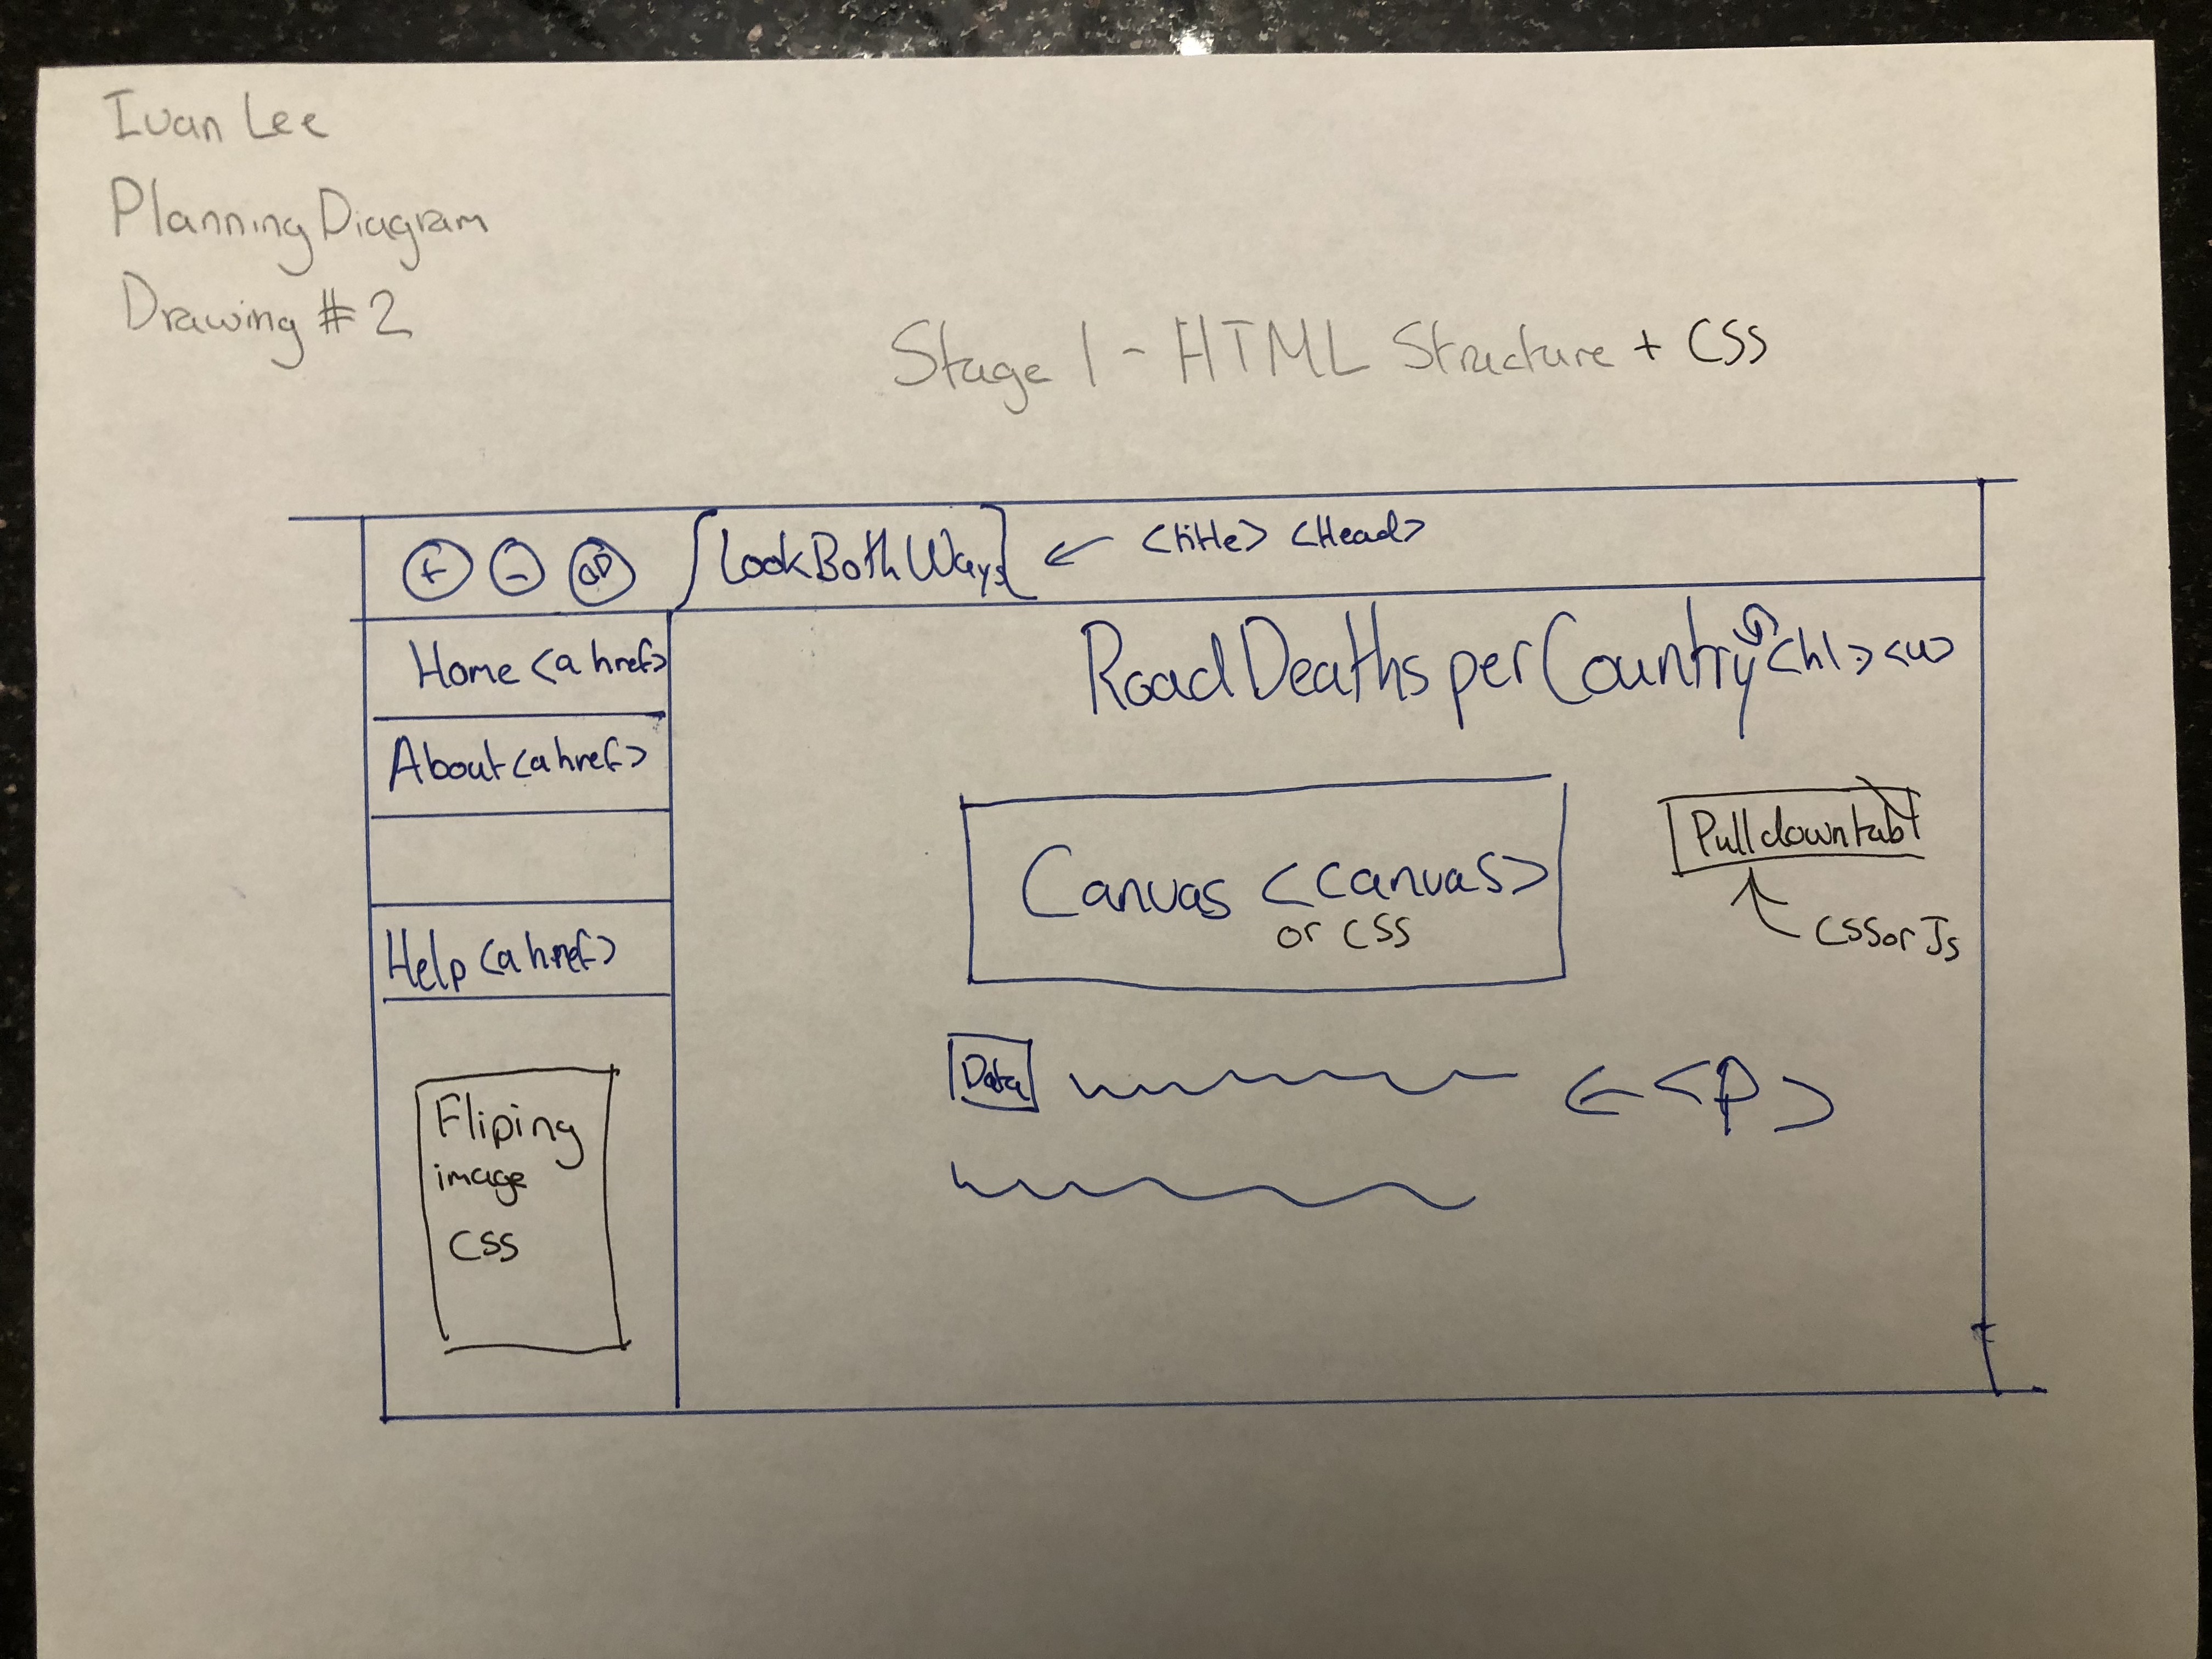 Ivan Lee
Planning Diagram
Drawing #2
Stage 1 - HTML Structure + CSS
+ -
LookBothWays
← <title> <Head>
Home <a href>
About <a href>
Help <a href>
Fliping
image
CSS
Road Deaths per Country <h1> <u>
Canvas <canvas>
or CSS
Pull down tab
CSS or Js
Data
<p>